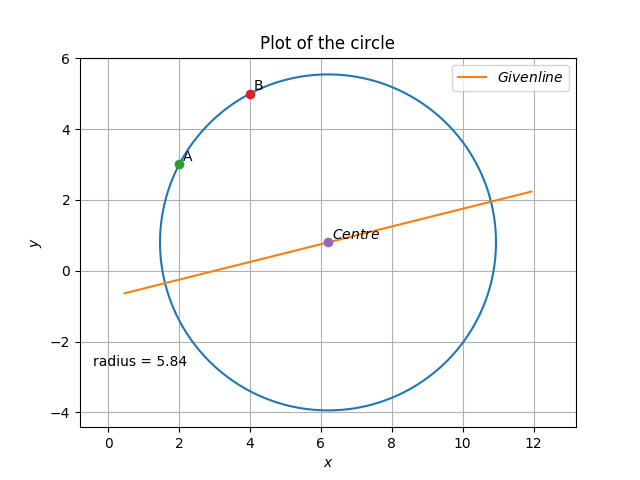 Plot of the circle
Givenline
B
A
Centre
radius = 5.84
y
6
4
2
0
−2
−4
0 2 4 6 8 10 12
x